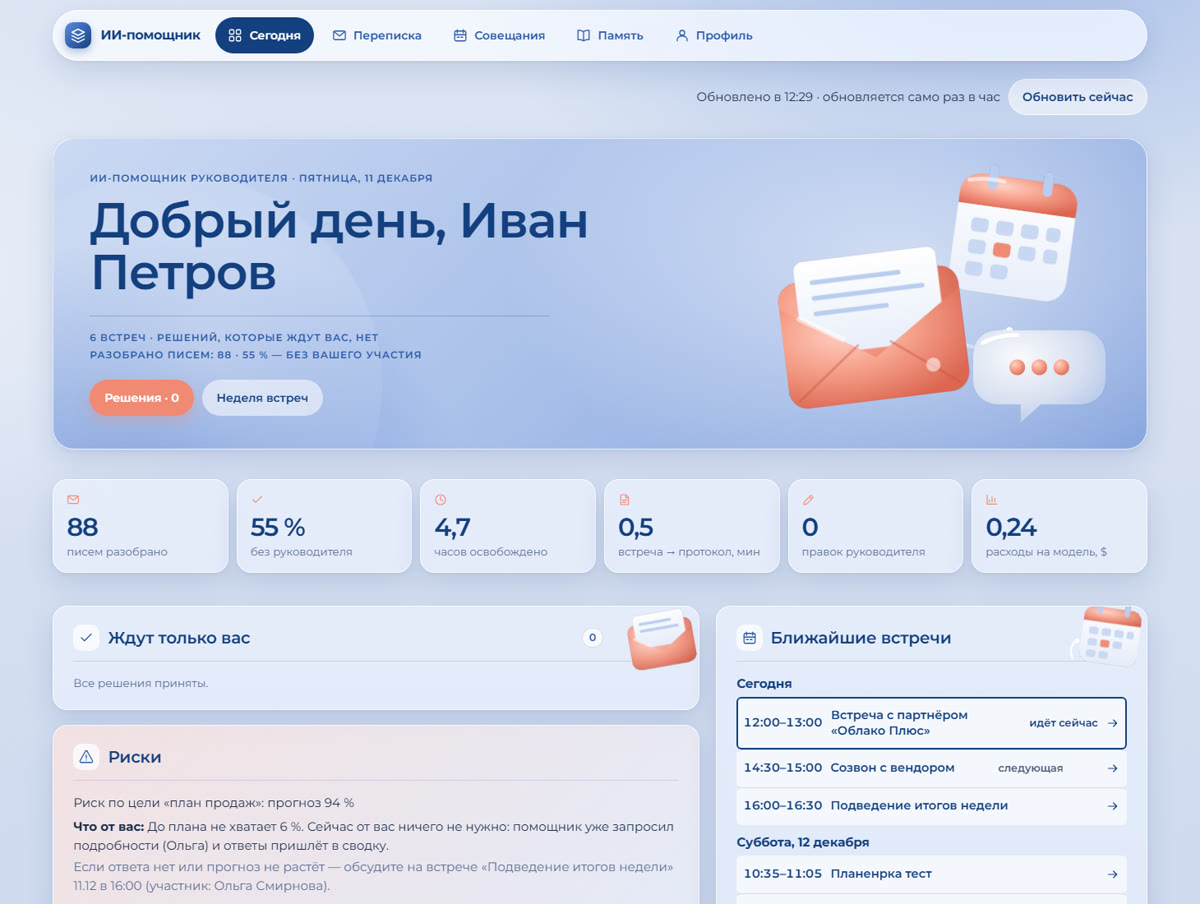 ИИ-помощник
Сегодня
Переписка
Совещания
Память
Профиль
Обновлено в 12:29 · обновляется само раз в час
Обновить сейчас
ИИ-ПОМОЩНИК РУКОВОДИТЕЛЯ · ПЯТНИЦА, 11 ДЕКАБРЯ
Добрый день, Иван
Петров
6 ВСТРЕЧ · РЕШЕНИЙ, КОТОРЫЕ ЖДУТ ВАС, НЕТ
РАЗОБРАНО ПИСЕМ: 88 · 55 % — БЕЗ ВАШЕГО УЧАСТИЯ
Решения · 0
Неделя встреч
88
писем разобрано
55 %
без руководителя
4,7
часов освобождено
0,5
встреча → протокол, мин
0
правок руководителя
0,24
расходы на модель, $
Ждут только вас
0
Все решения приняты.
Риски
Риск по цели «план продаж»: прогноз 94 %
Что от вас: До плана не хватает 6 %. Сейчас от вас ничего не нужно: помощник уже запросил
подробности (Ольга) и ответы пришлёт в сводку.
Если ответа нет или прогноз не растёт — обсудите на встрече «Подведение итогов недели»
11.12 в 16:00 (участник: Ольга Смирнова).
Ближайшие встречи
Сегодня
12:00–13:00 Встреча с партнёром
«Облако Плюс»
идёт сейчас →
14:30–15:00 Созвон с вендором следующая →
16:00–16:30 Подведение итогов недели →
Суббота, 12 декабря
10:35–11:05 Планенрка тест →